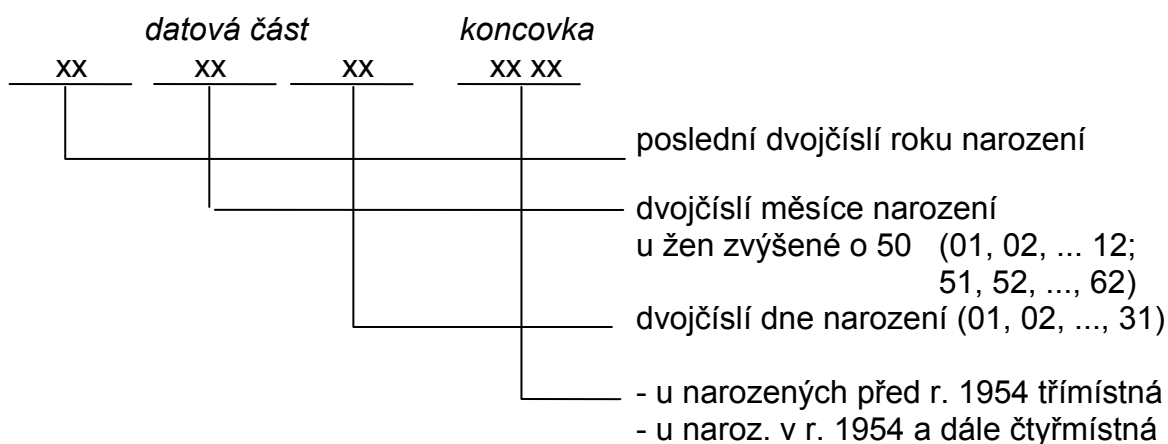 datová část koncovka
xx xx xx xx xx
poslední dvojčíslí roku narození
dvojčíslí měsíce narození
u žen zvýšené o 50 (01, 02, ... 12;
51, 52, ..., 62)
dvojčíslí dne narození (01, 02, ..., 31)
- u narozených před r. 1954 třímístná
- u naroz. v r. 1954 a dále čtyřmístná